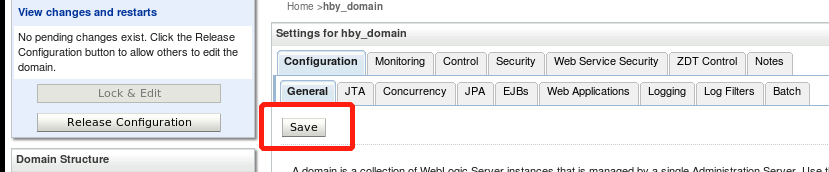 View changes and restarts
No pending changes exist. Click the Release
Configuration button to allow others to edit the
domain.
Lock & Edit
Release Configuration
Domain Structure
Home >hby_domain
Settings for hby_domain
Configuration Monitoring Control Security Web Service Security ZDT Control Notes
General JTA Concurrency JPA EJBs Web Applications Logging Log Filters Batch
Save
A domain is a collection of WebLogic Server instances that is managed by a single Administration Server. Use